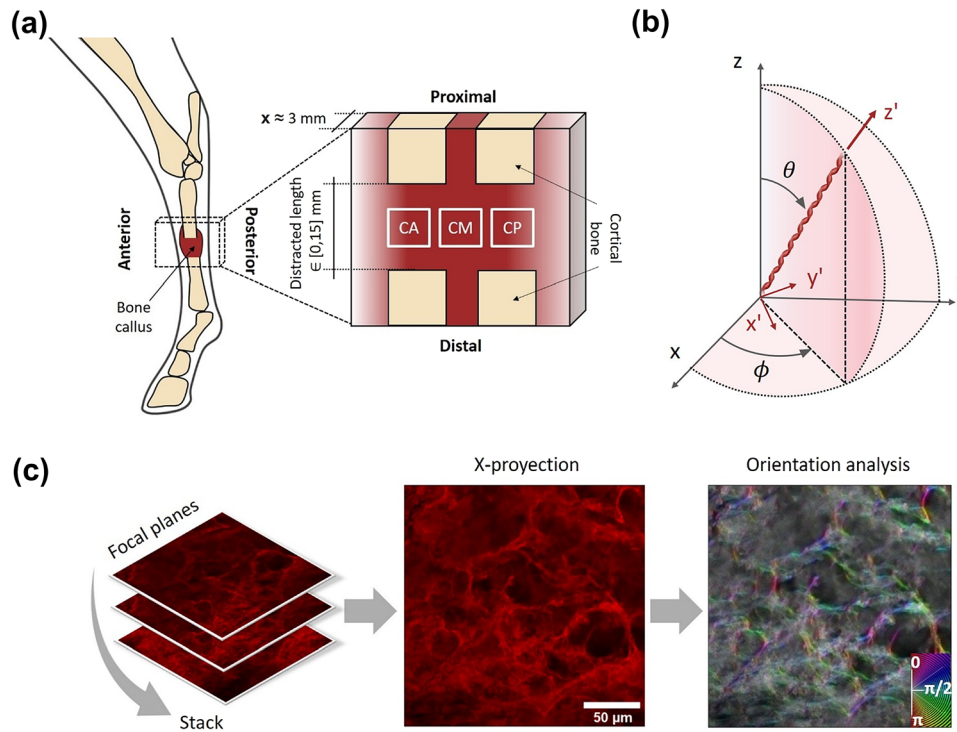 (a)
Proximal
x ≈ 3 mm
Anterior
Posterior
Bone
callus
Distracted length
∈ [0,15] mm
CA
CM
CP
Cortical
bone
Distal
(b)
z
z'
θ
y'
x'
x
ϕ
(c)
Focal planes
Stack
X-proyection
50 µm
Orientation analysis
0
π/2
π